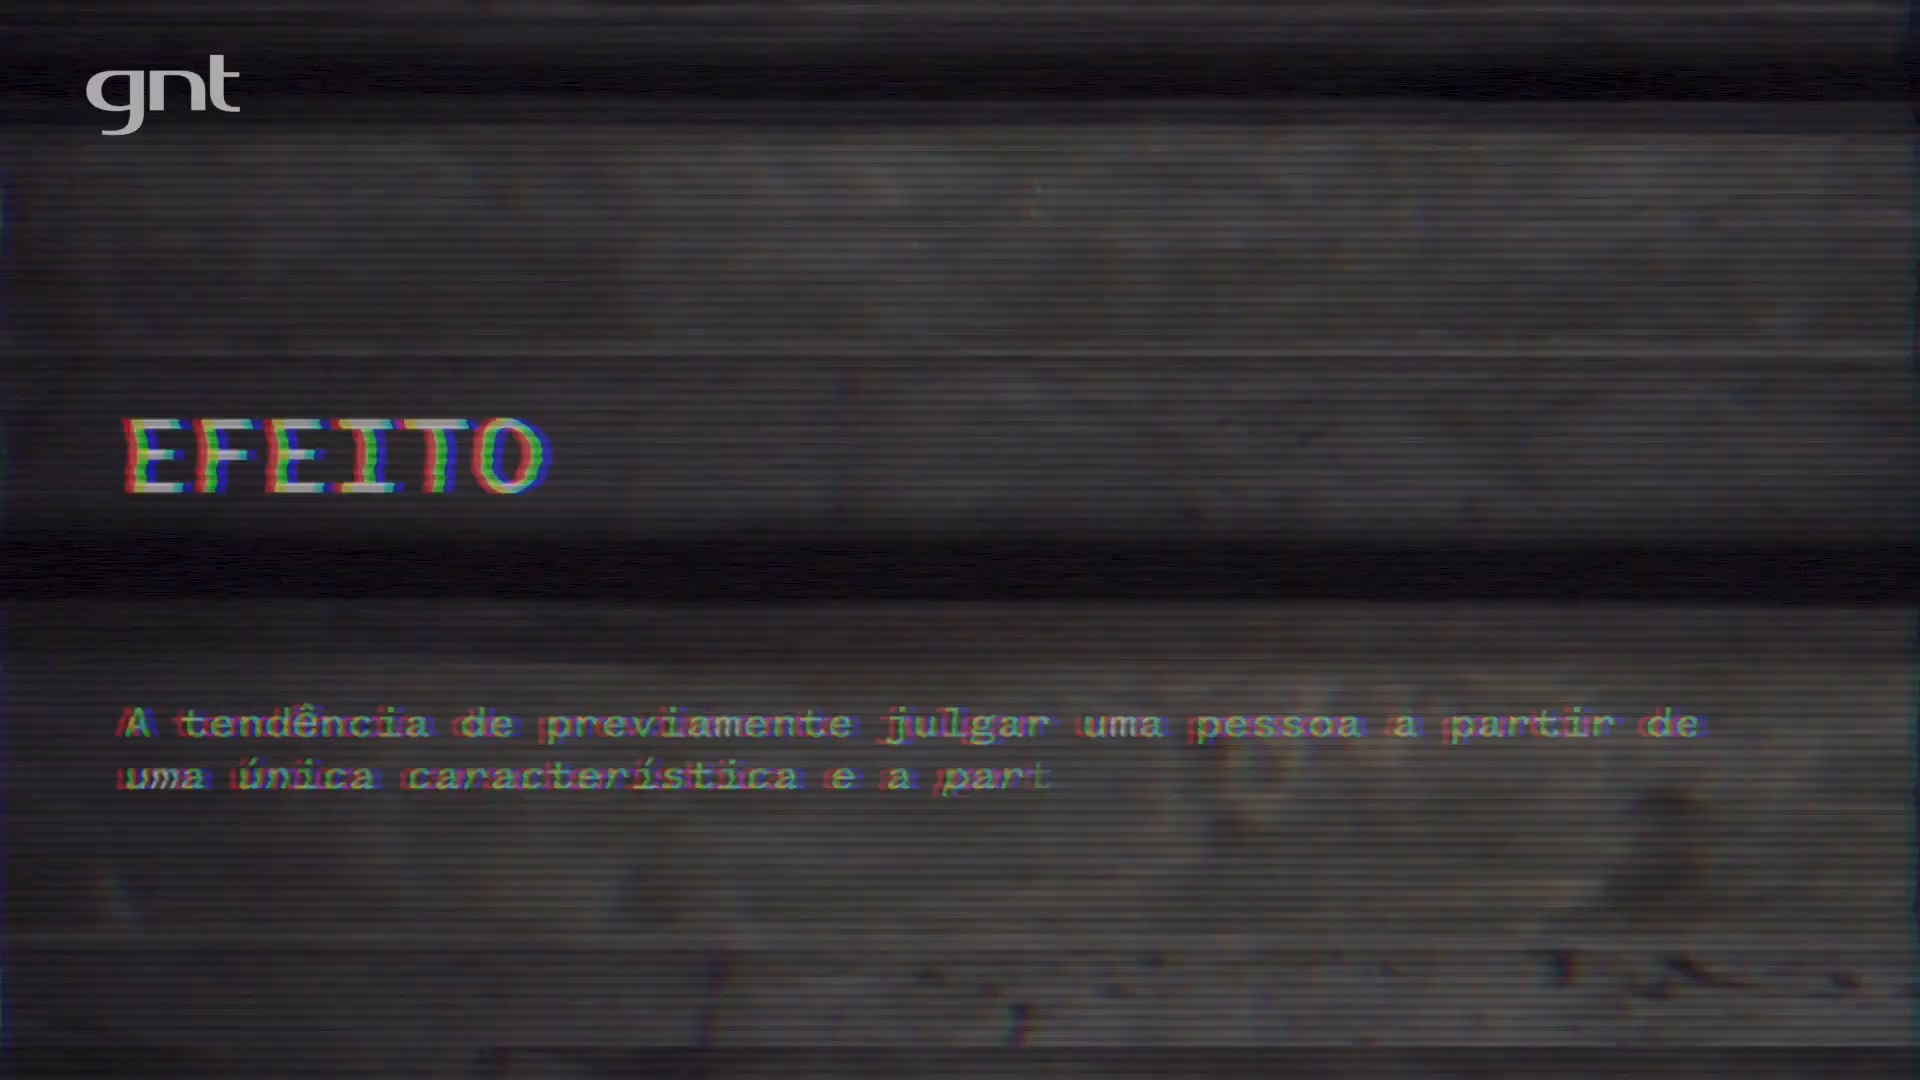 gnt
EFEITO
A tendência de previamente julgar uma pessoa a partir de
uma única característica e a part